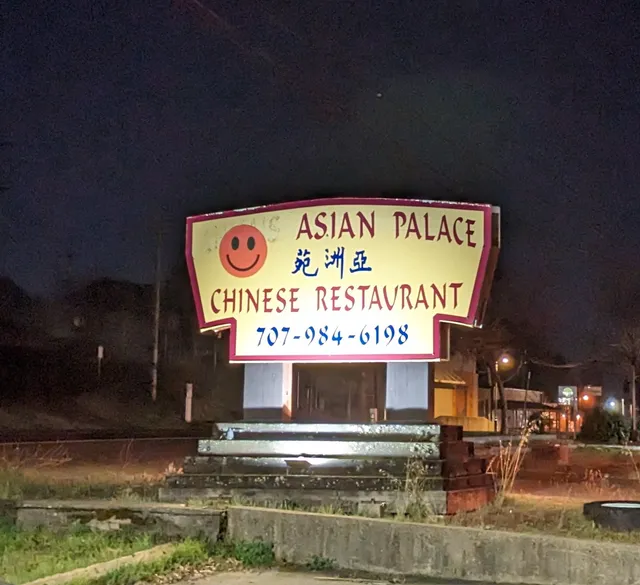 ASIAN PALACE
苑洲亞
CHINESE RESTAURANT
707-984-6198